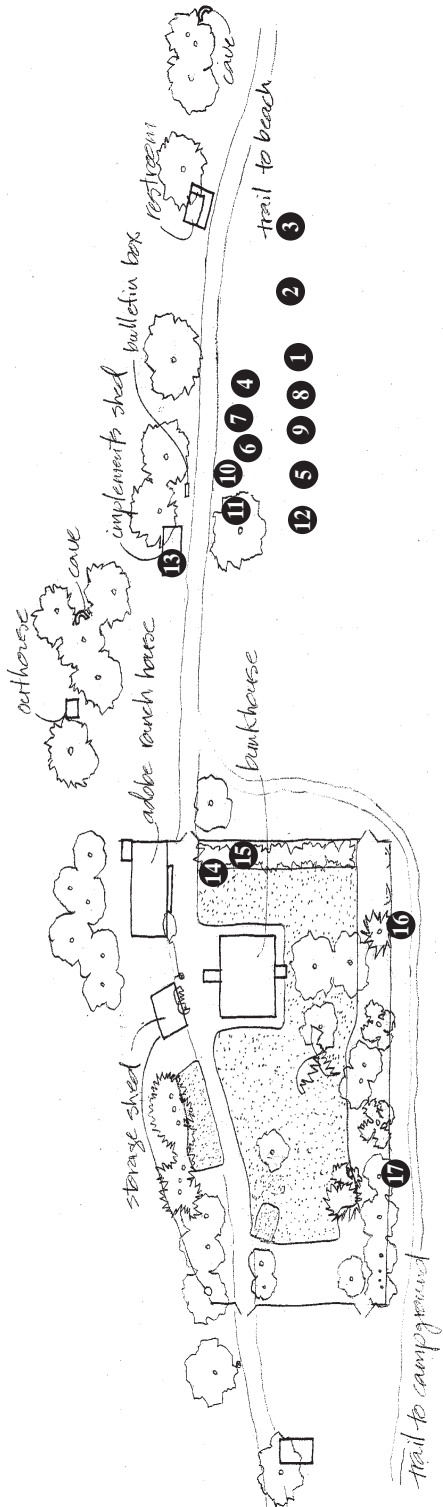 cave
restroom
trail to beach
bulletin box
implements shed
cave
outhouse
adobe ranch house
bunkhouse
storage shed
trail to campground
3
2
1
4
8
7
9
6
10
5
11
12
13
14
15
16
17